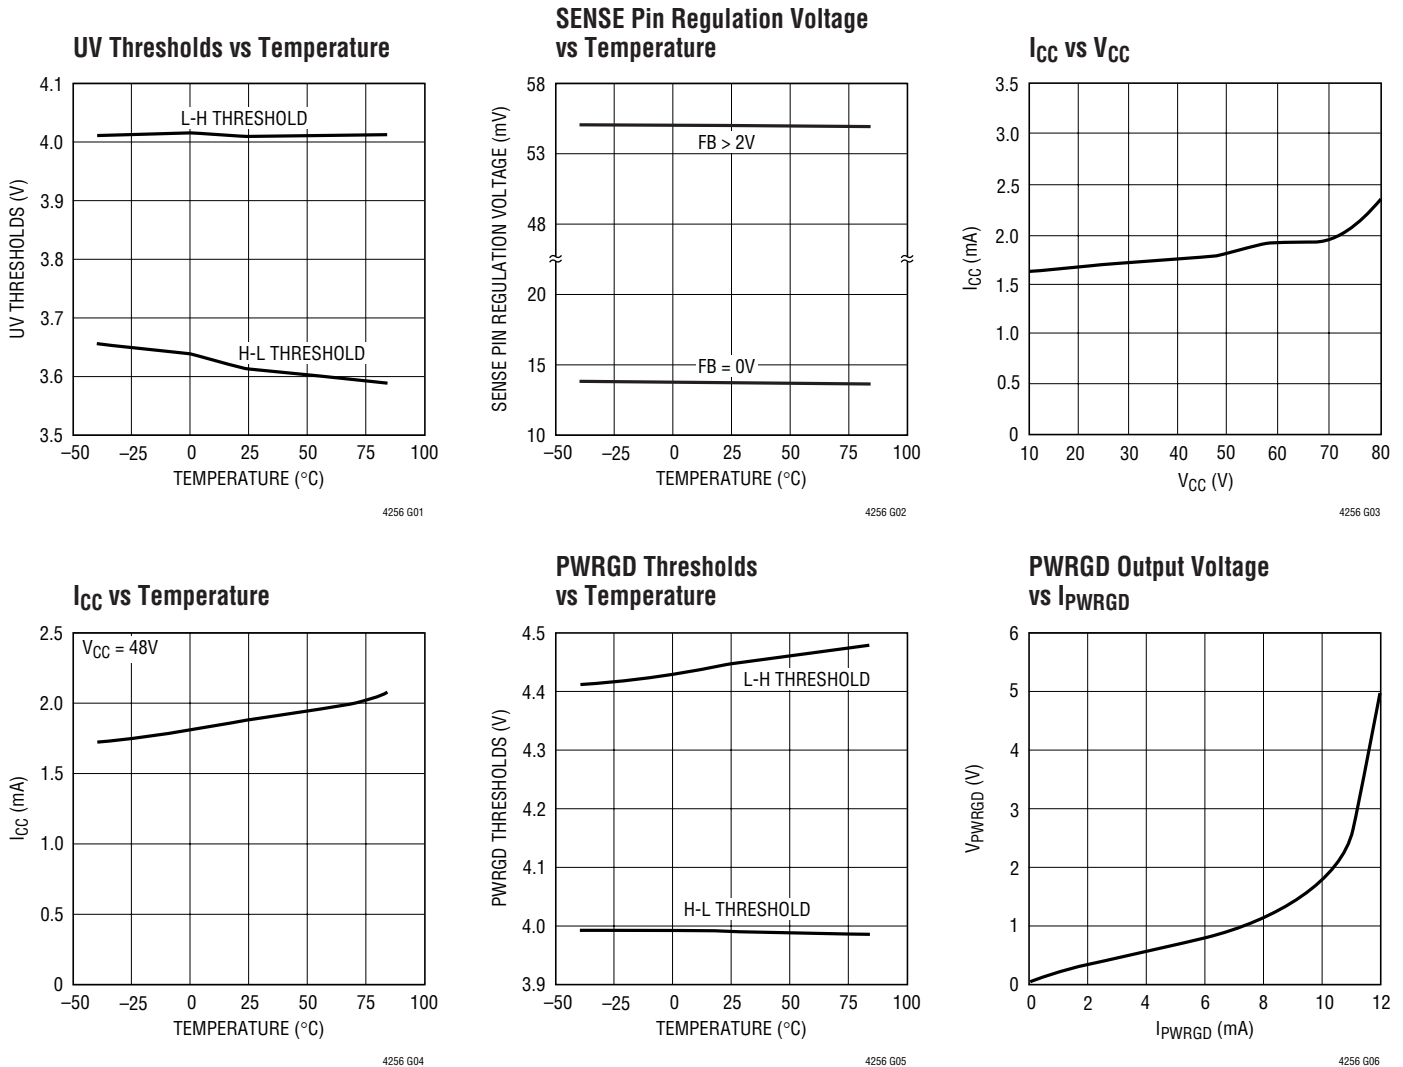 UV Thresholds vs Temperature
4.1
4.0
3.9
3.8
3.7
3.6
3.5
UV THRESHOLDS (V)
L-H THRESHOLD
H-L THRESHOLD
–50 –25 0 25 50 75 100
TEMPERATURE (°C)
4256 G01
SENSE Pin Regulation Voltage
vs Temperature
58
53
48
20
15
10
SENSE PIN REGULATION VOLTAGE (mV)
FB > 2V
FB = 0V
–50 –25 0 25 50 75 100
TEMPERATURE (°C)
4256 G02
ICC vs VCC
3.5
3.0
2.5
2.0
1.5
1.0
0.5
0
ICC (mA)
10 20 30 40 50 60 70 80
VCC (V)
4256 G03
ICC vs Temperature
2.5
2.0
1.5
1.0
0.5
0
ICC (mA)
VCC = 48V
–50 –25 0 25 50 75 100
TEMPERATURE (°C)
4256 G04
PWRGD Thresholds
vs Temperature
4.5
4.4
4.3
4.2
4.1
4.0
3.9
PWRGD THRESHOLDS (V)
L-H THRESHOLD
H-L THRESHOLD
–50 –25 0 25 50 75 100
TEMPERATURE (°C)
4256 G05
PWRGD Output Voltage
vs IPWRGD
6
5
4
3
2
1
0
VPWRGD (V)
0 2 4 6 8 10 12
IPWRGD (mA)
4256 G06